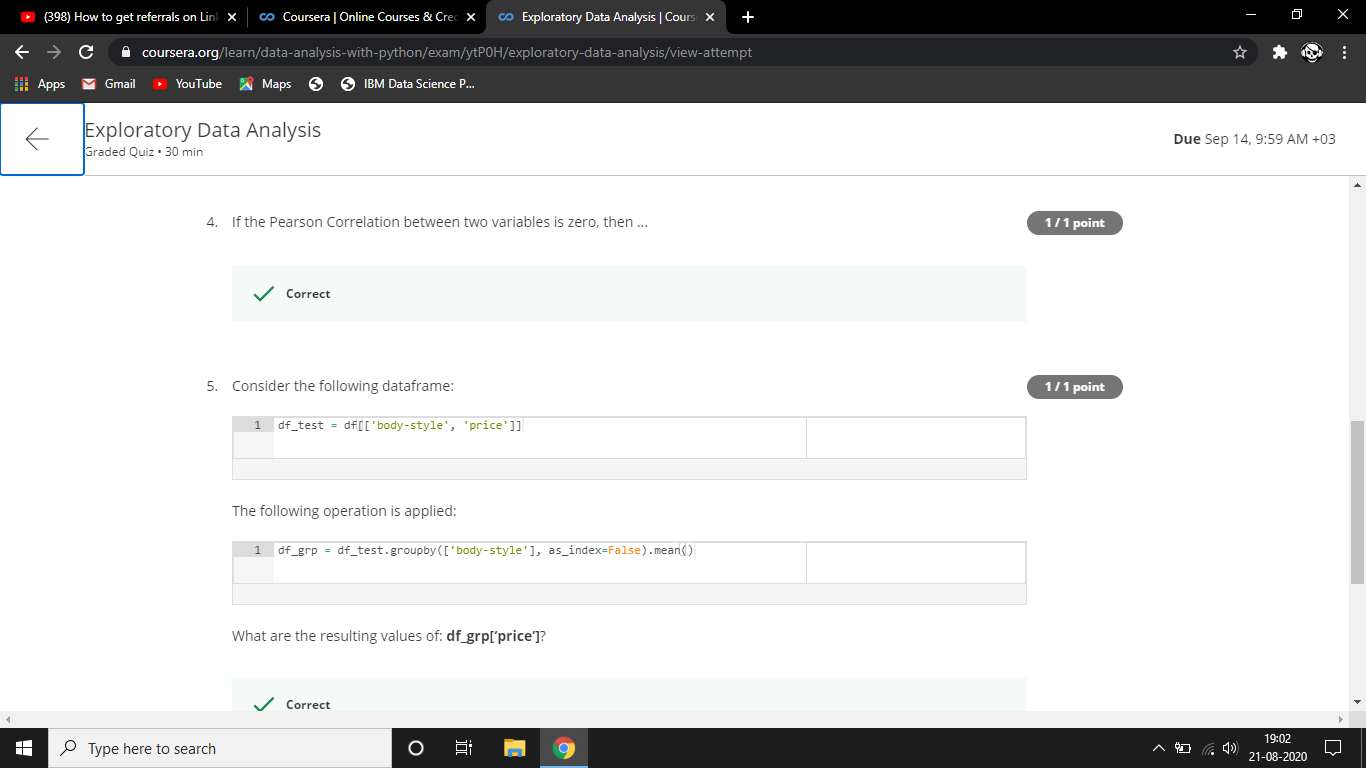 (398) How to get referrals on Lin
Coursera | Online Courses & Cre
Exploratory Data Analysis | Cours
coursera.org/learn/data-analysis-with-python/exam/ytP0H/exploratory-data-analysis/view-attempt
Apps
Gmail
YouTube
Maps
IBM Data Science P...
Exploratory Data Analysis
Graded Quiz • 30 min
Due Sep 14, 9:59 AM +03
4. If the Pearson Correlation between two variables is zero, then ...
1 / 1 point
Correct
5. Consider the following dataframe:
1 / 1 point
1 df_test = df[['body-style', 'price']]
The following operation is applied:
1 df_grp = df_test.groupby(['body-style'], as_index=False).mean()
What are the resulting values of: df_grp['price']?
Correct
Type here to search
19:02
21-08-2020